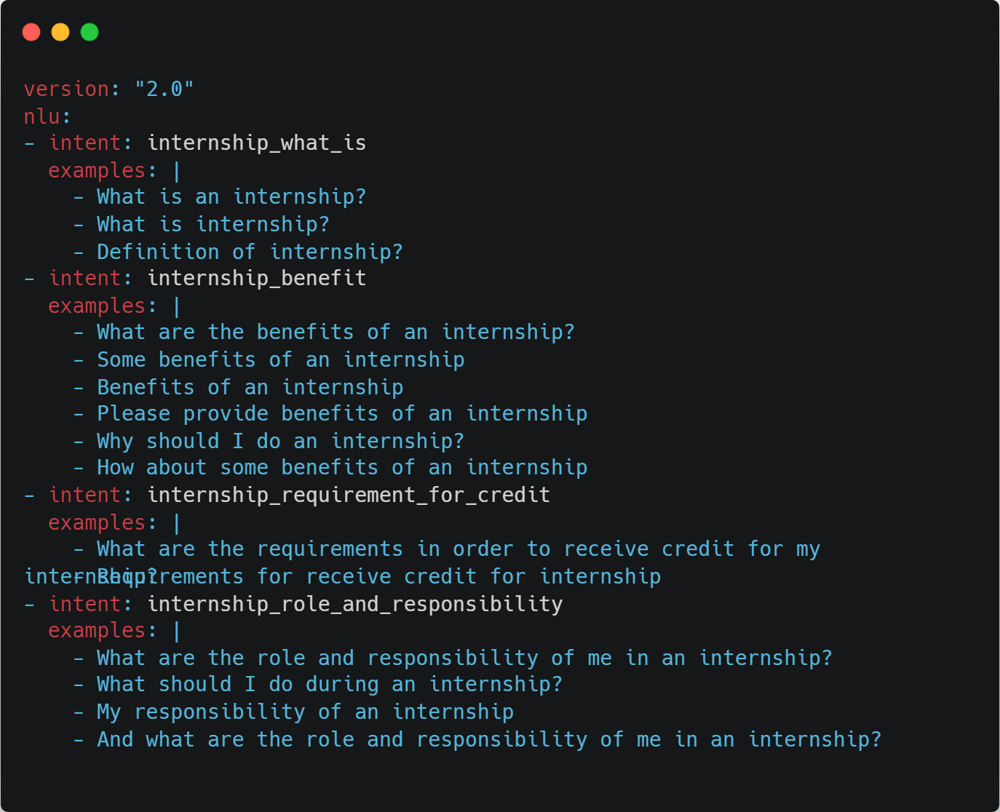 version: "2.0"
nlu:
- intent: internship_what_is
  examples: |
    - What is an internship?
    - What is internship?
    - Definition of internship?
- intent: internship_benefit
  examples: |
    - What are the benefits of an internship?
    - Some benefits of an internship
    - Benefits of an internship
    - Please provide benefits of an internship
    - Why should I do an internship?
    - How about some benefits of an internship
- intent: internship_requirement_for_credit
  examples: |
    - What are the requirements in order to receive credit for my
internship?
    - Requirements for receive credit for internship
- intent: internship_role_and_responsibility
  examples: |
    - What are the role and responsibility of me in an internship?
    - What should I do during an internship?
    - My responsibility of an internship
    - And what are the role and responsibility of me in an internship?